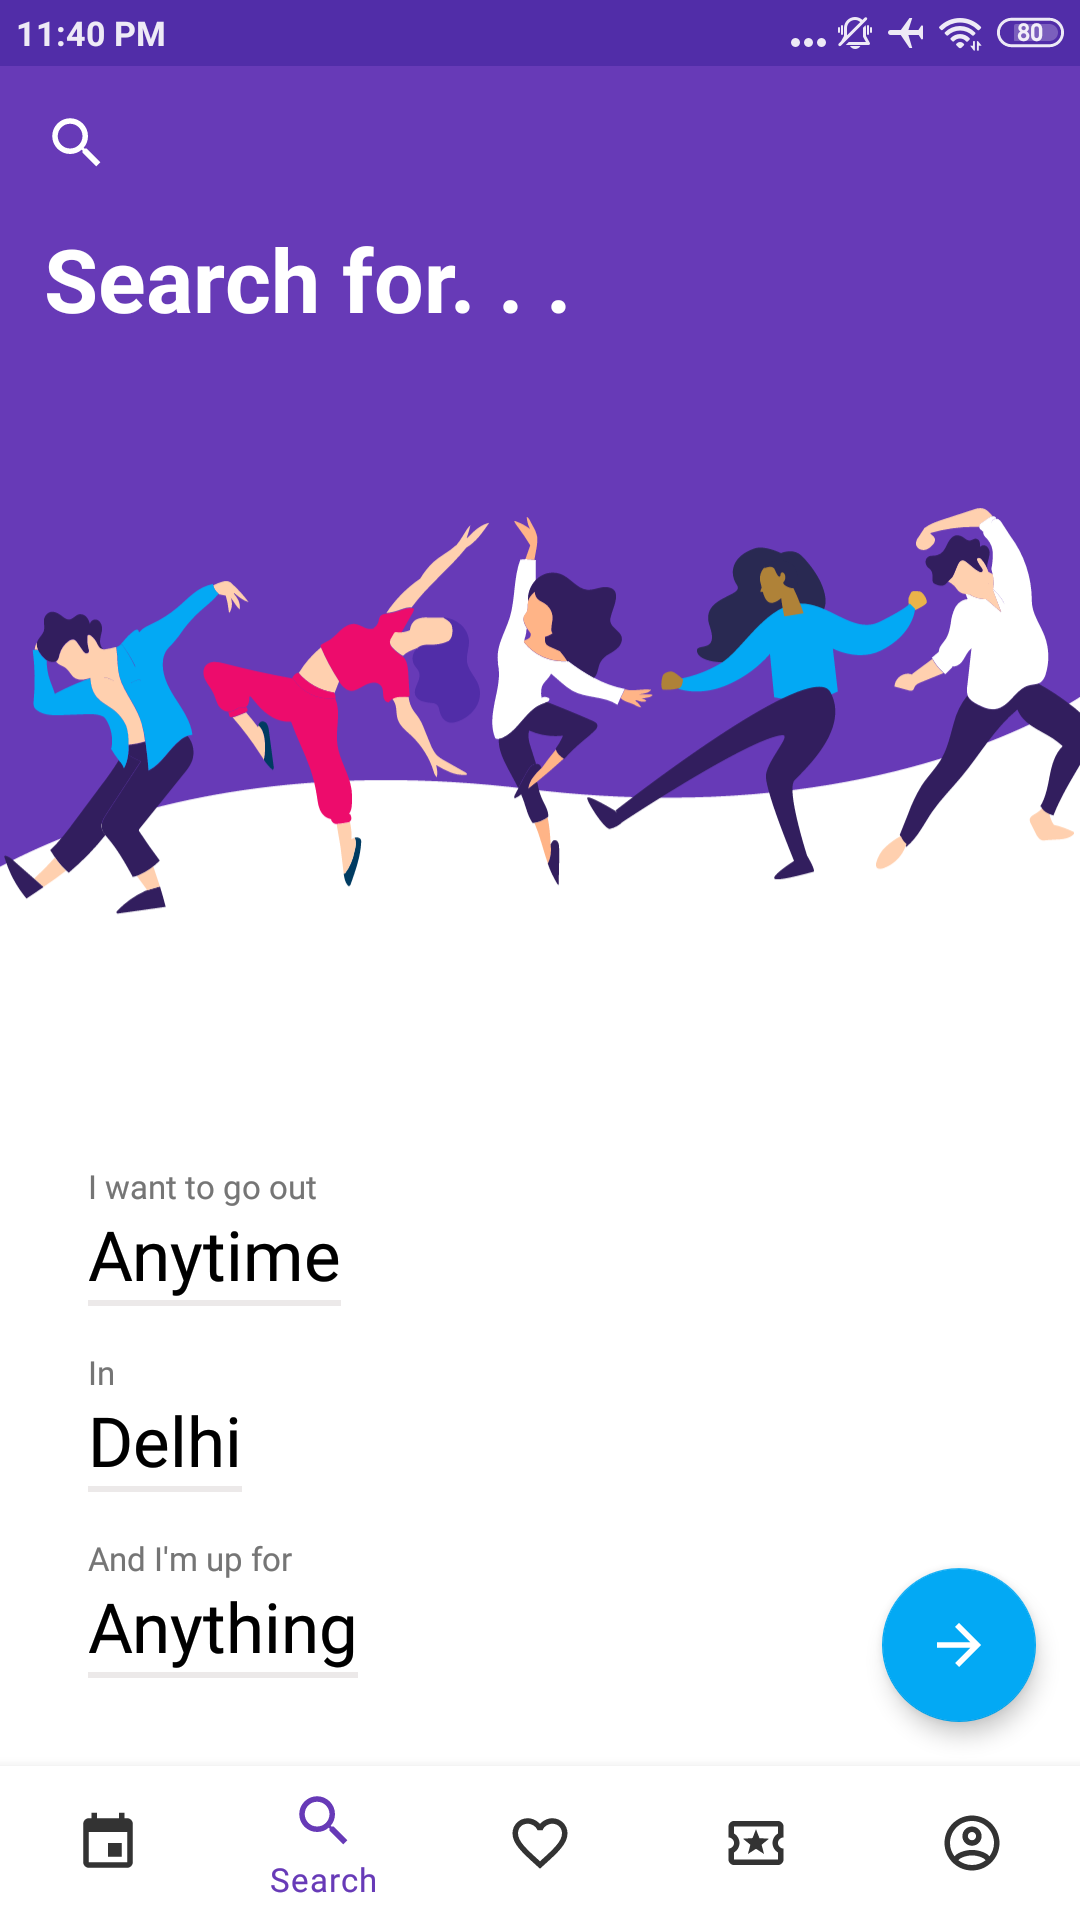 11:40 PM
80
Search for. . .
I want to go out
Anytime
In
Delhi
And I'm up for
Anything
Search